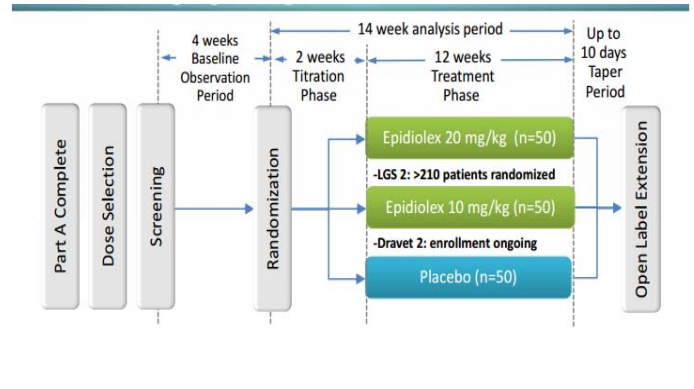 14 week analysis period
4 weeks
Baseline
Observation
Period
2 weeks
Titration
Phase
12 weeks
Treatment
Phase
Up to
10 days
Taper
Period
Part A Complete
Dose Selection
Screening
Randomization
Epidiolex 20 mg/kg (n=50)
-LGS 2: >210 patients randomized
Epidiolex 10 mg/kg (n=50)
-Dravet 2: enrollment ongoing
Placebo (n=50)
Open Label Extension